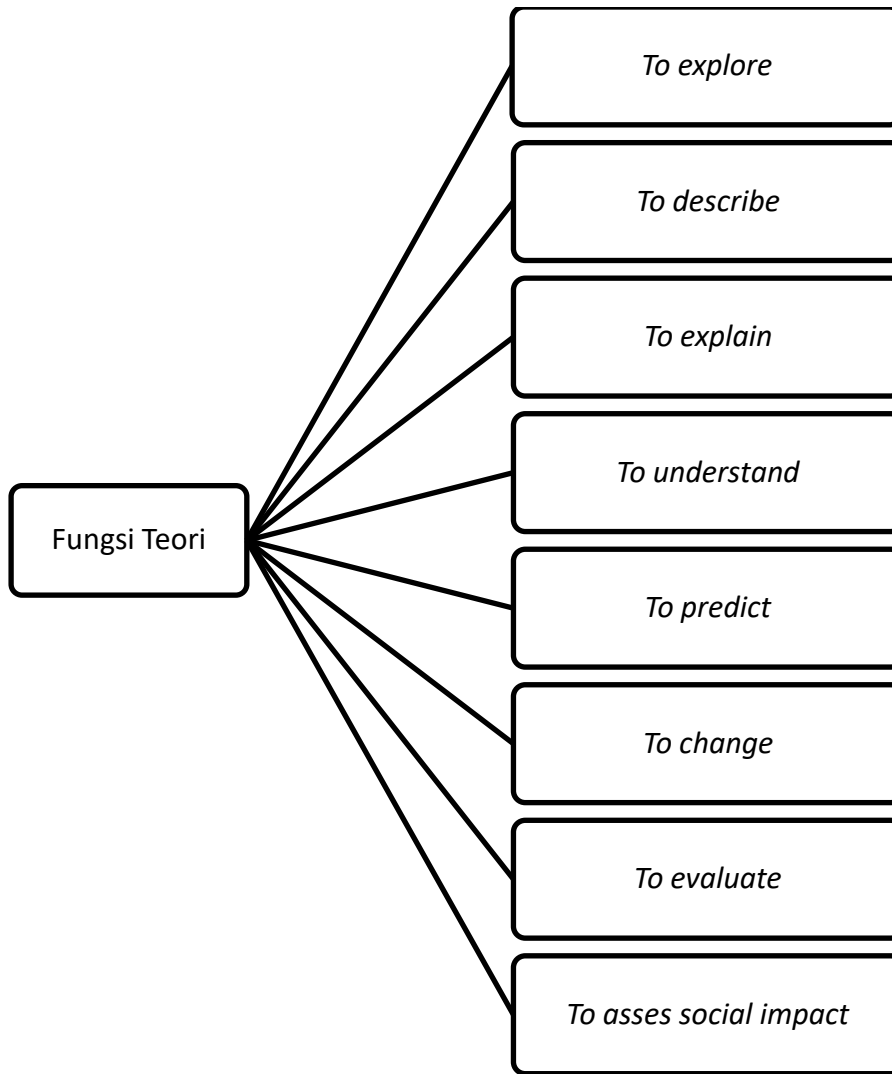 Fungsi Teori
To explore
To describe
To explain
To understand
To predict
To change
To evaluate
To asses social impact